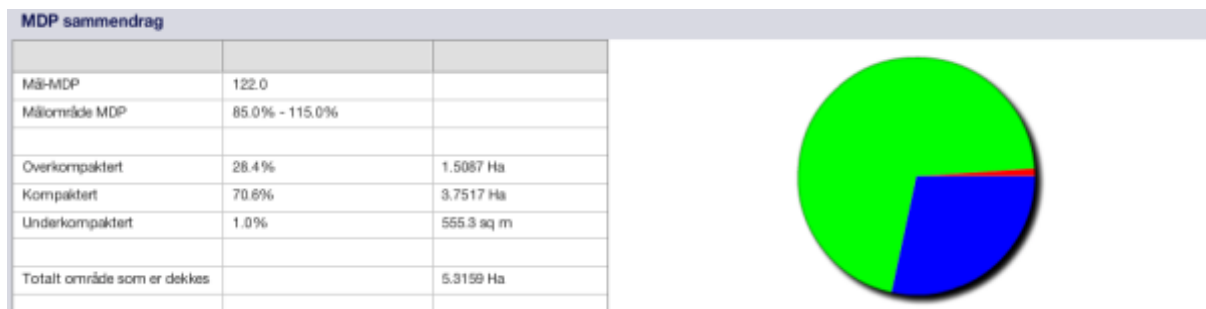 MDP sammendrag
Mål-MDP 122.0
Målområde MDP 85.0% - 115.0%
Overkompaktert 28.4% 1.5087 Ha
Kompaktert 70.6% 3.7517 Ha
Underkompaktert 1.0% 555.3 sq m
Totalt område som er dekkes 5.3159 Ha